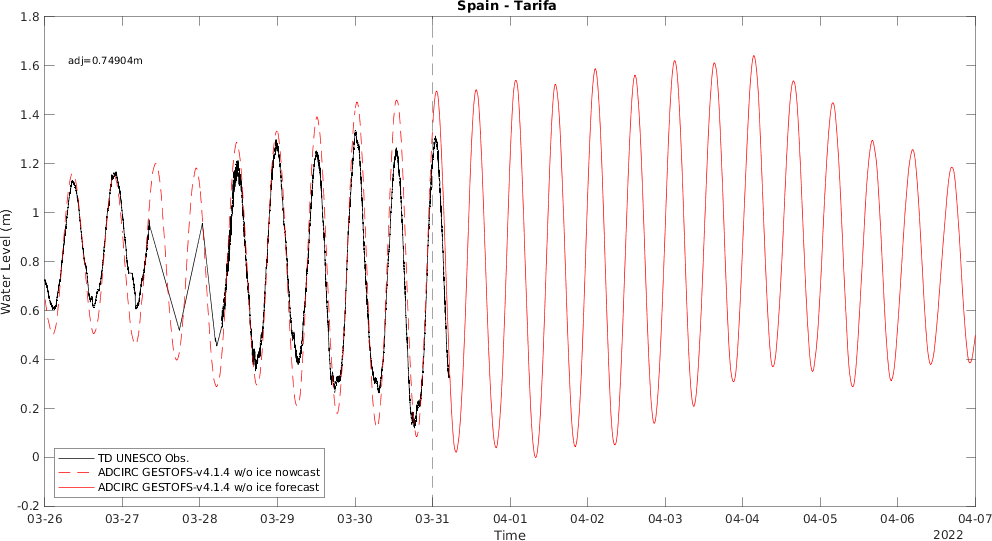 Spain - Tarifa
1.8
1.6
1.4
1.2
1
0.8
0.6
0.4
0.2
0
-0.2
Water Level (m)
adj=0.74904m
TD UNESCO Obs.
ADCIRC GESTOFS-v4.1.4 w/o ice nowcast
ADCIRC GESTOFS-v4.1.4 w/o ice forecast
03-26 03-27 03-28 03-29 03-30 03-31 04-01 04-02 04-03 04-04 04-05 04-06 04-07
Time
2022